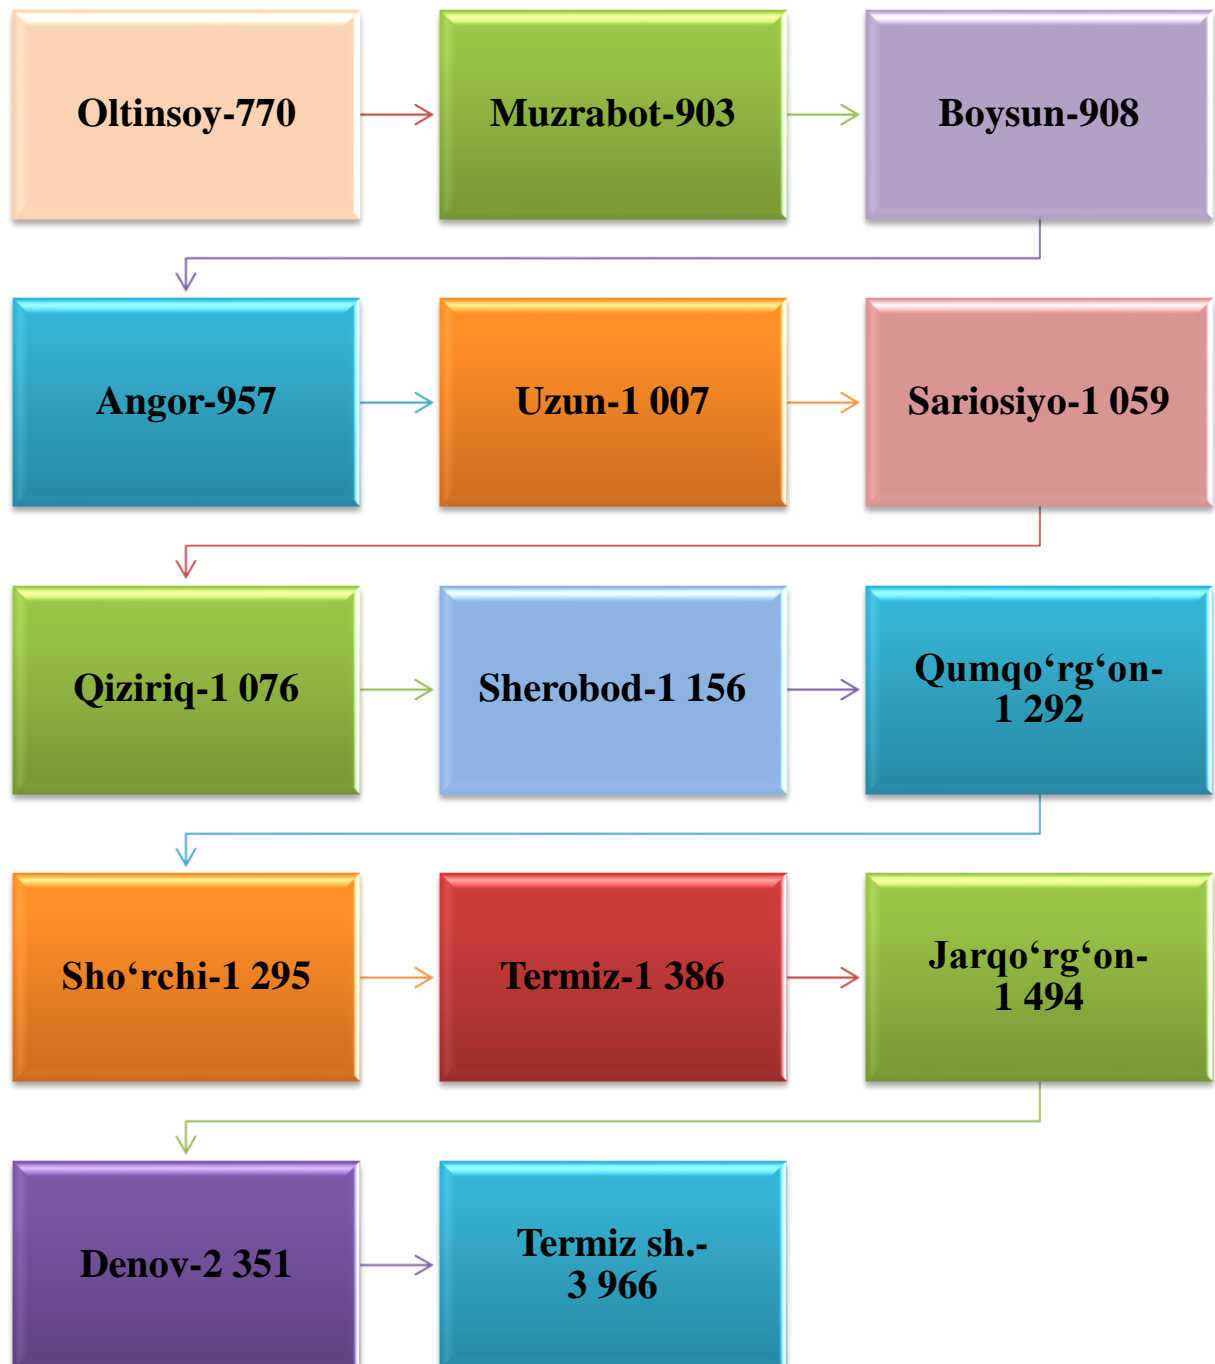 Oltinsoy-770
Muzrabot-903
Boysun-908
Angor-957
Uzun-1 007
Sariosiyo-1 059
Qiziriq-1 076
Sherobod-1 156
Qumqo‘rg‘on-
1 292
Sho‘rchi-1 295
Termiz-1 386
Jarqo‘rg‘on-
1 494
Denov-2 351
Termiz sh.-
3 966